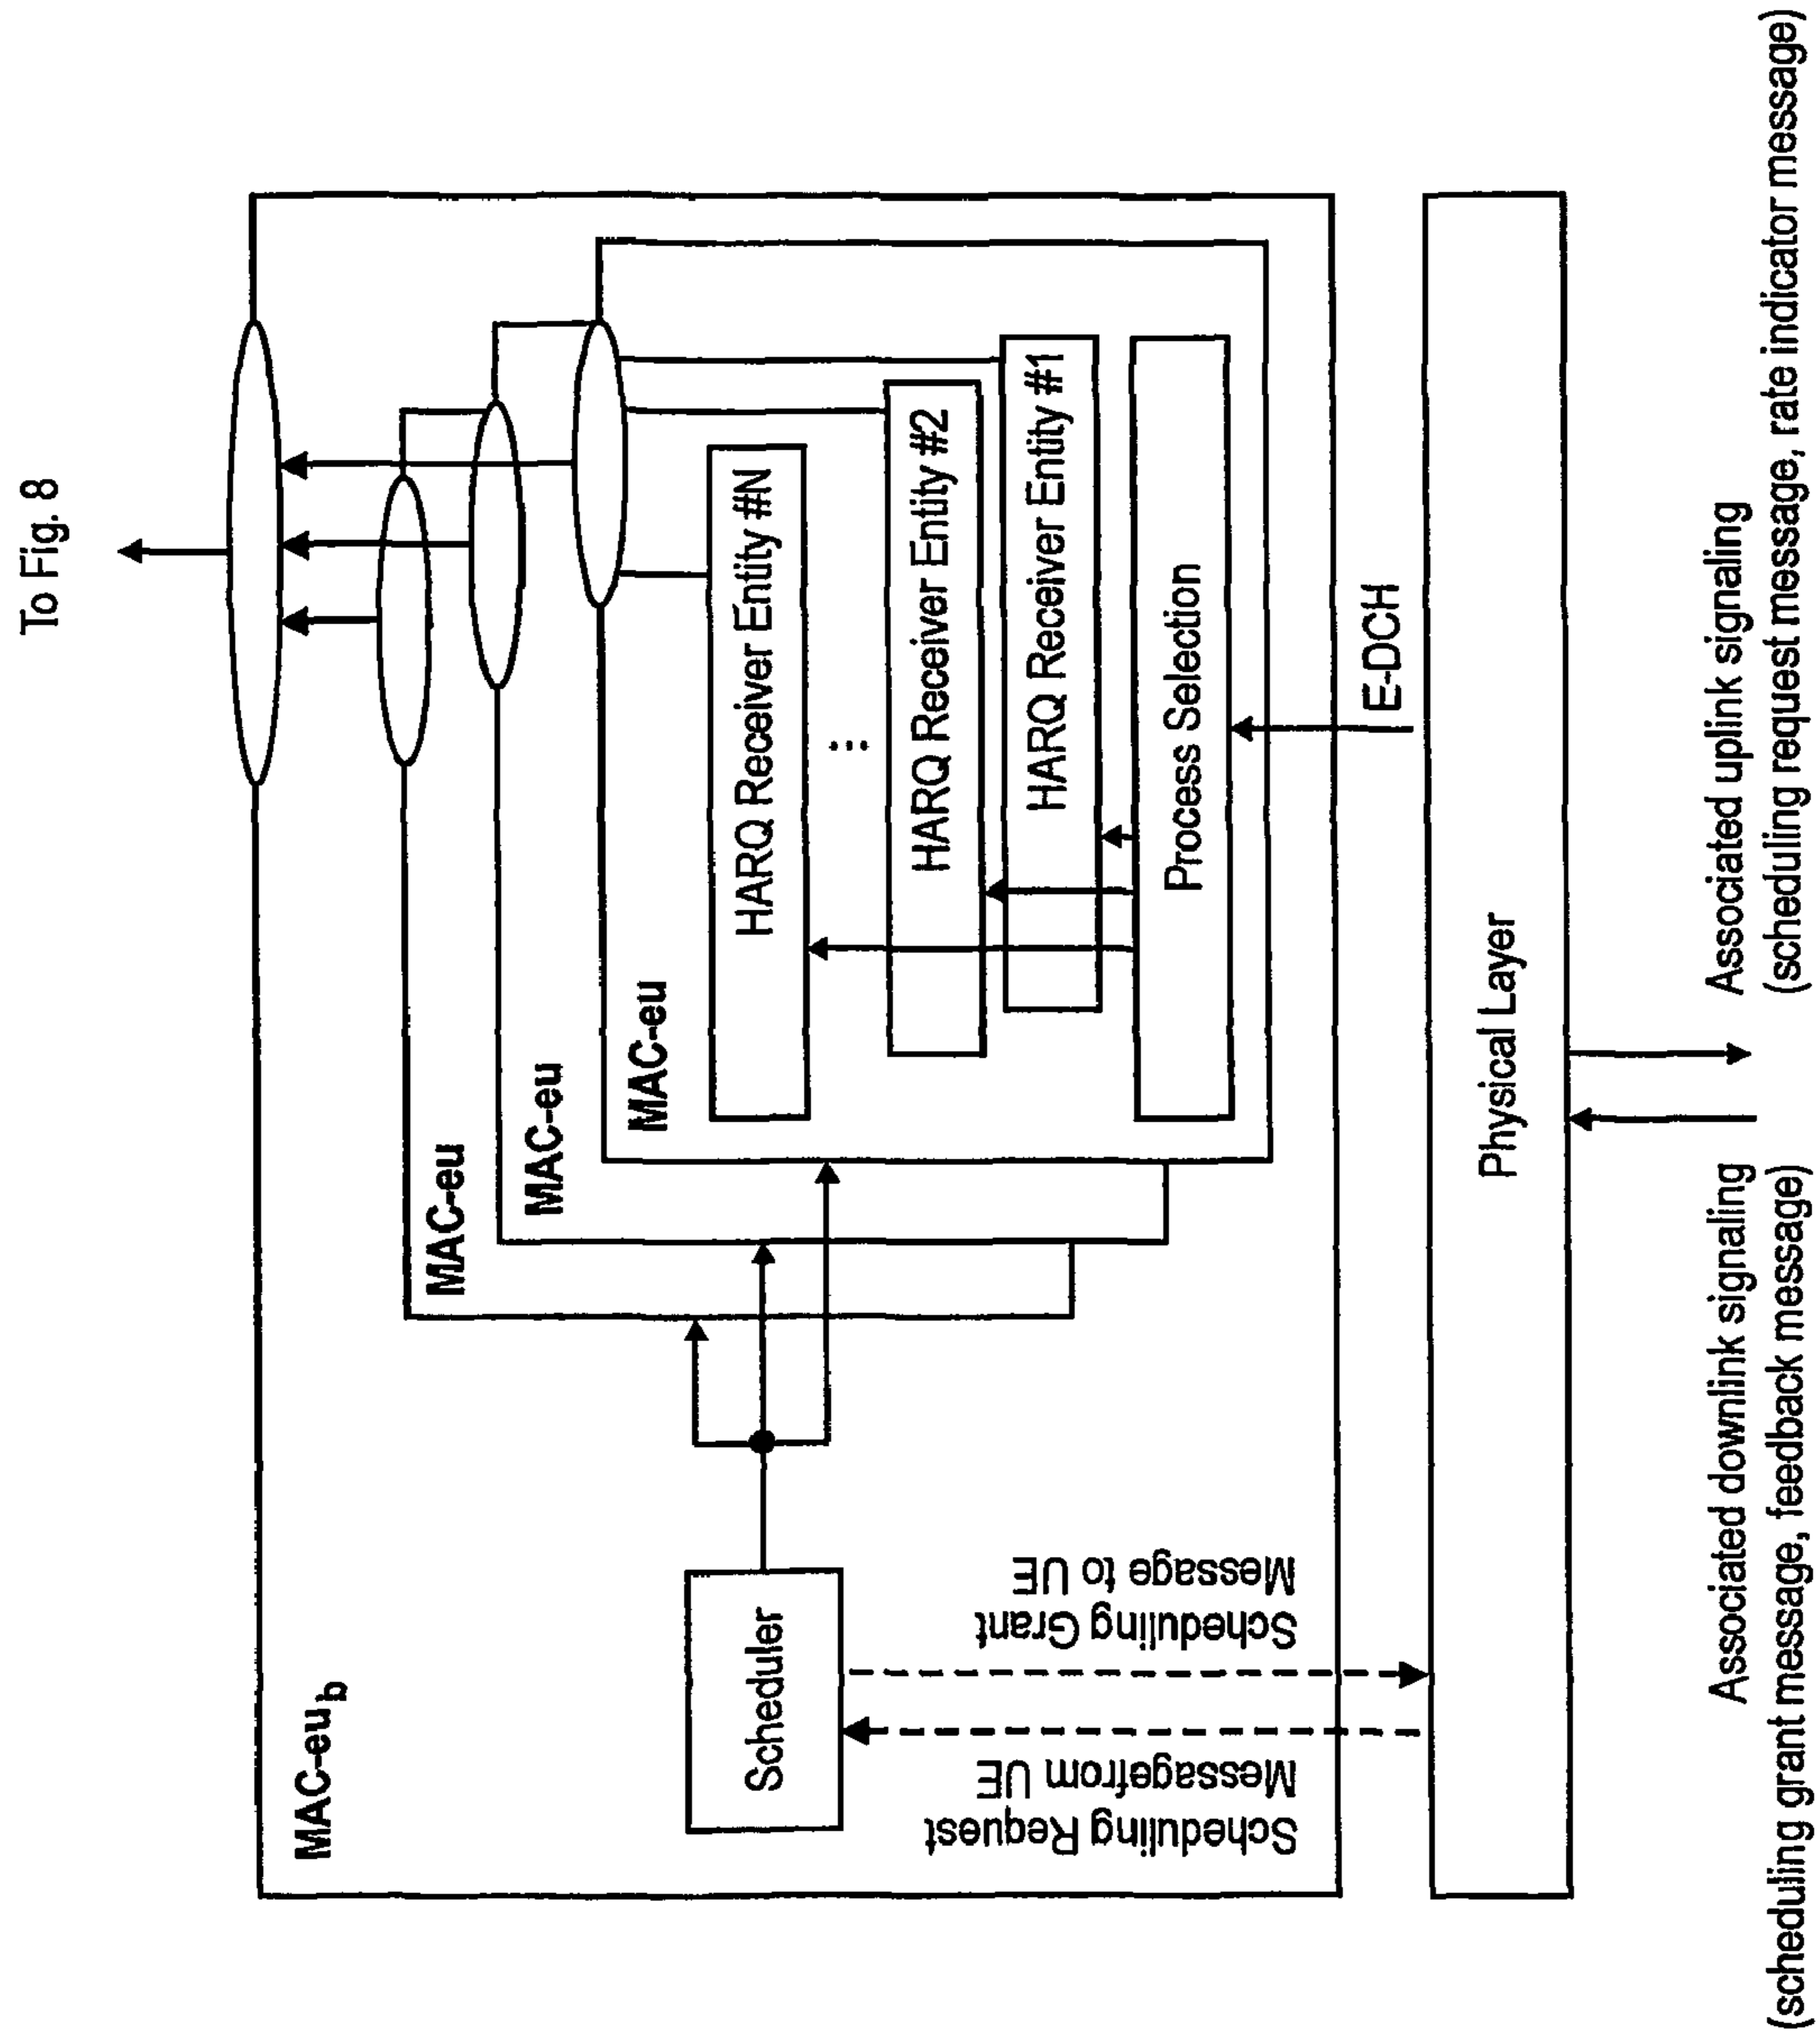 To Fig. 8
MAC-eu_b
MAC-eu
MAC-eu
MAC-eu
HARQ Receiver Entity #N
...
HARQ Receiver Entity #2
HARQ Receiver Entity #1
Process Selection
Scheduler
Scheduling Request
Messagefrom UE
Scheduling Grant
Message to UE
E-DCH
Physical Layer
Associated downlink signaling
(scheduling grant message, feedback message)
Associated uplink signaling
(scheduling request message, rate indicator message)